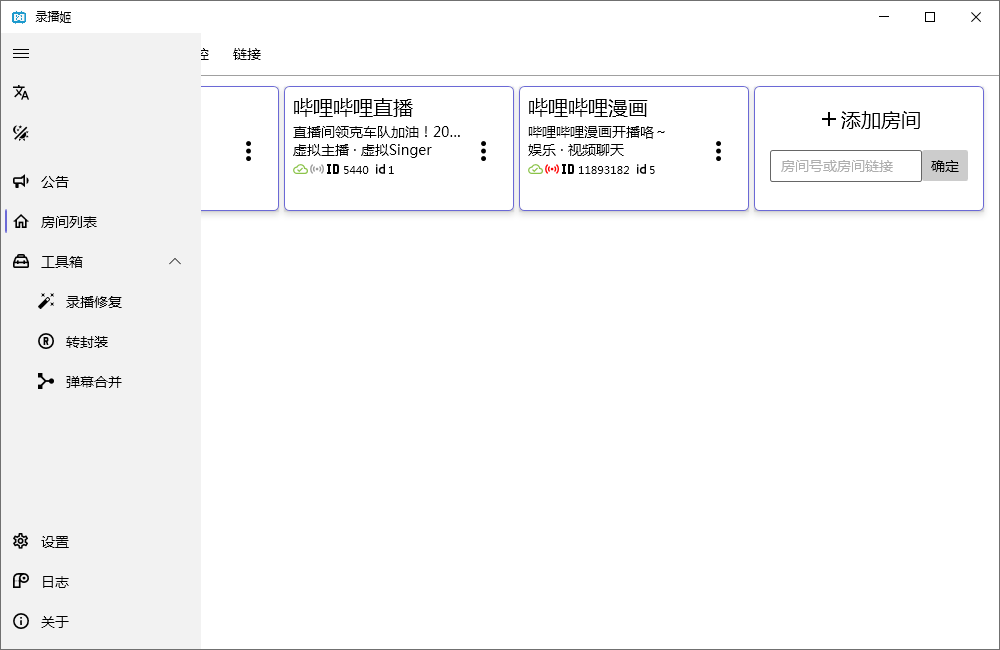 录播姬
控
链接
公告
房间列表
工具箱
录播修复
转封装
弹幕合并
设置
日志
关于
哔哩哔哩直播
直播间领克车队加油！20...
虚拟主播 · 虚拟Singer
ID 5440 id 1
哔哩哔哩漫画
哔哩哔哩漫画开播咯～
娱乐 · 视频聊天
ID 11893182 id 5
+ 添加房间
房间号或房间链接
确定